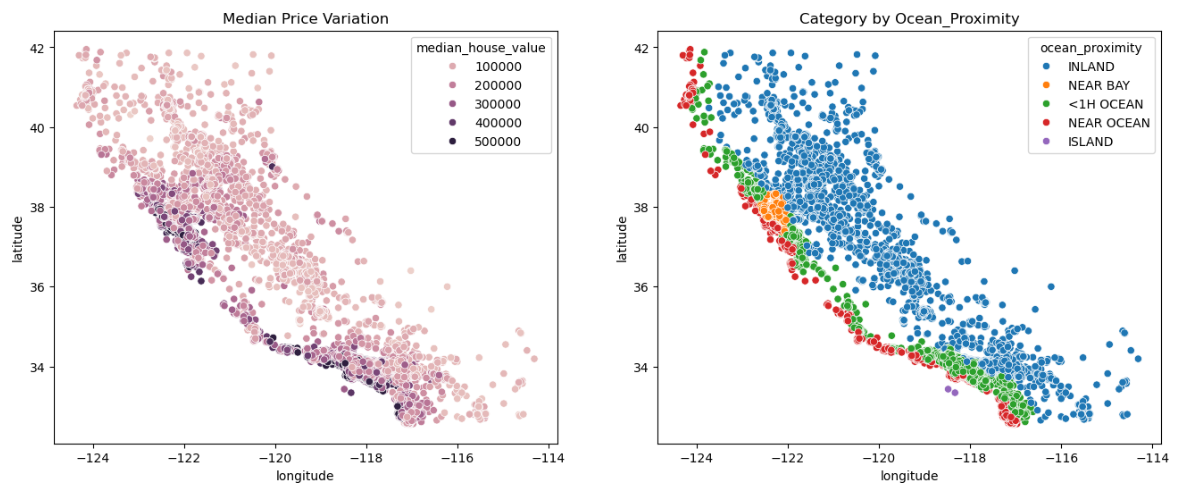 Median Price Variation
median_house_value
100000
200000
300000
400000
500000
42
40
38
36
34
latitude
−124
−122
−120
−118
−116
−114
longitude
Category by Ocean_Proximity
ocean_proximity
INLAND
NEAR BAY
<1H OCEAN
NEAR OCEAN
ISLAND
42
40
38
36
34
latitude
−124
−122
−120
−118
−116
−114
longitude